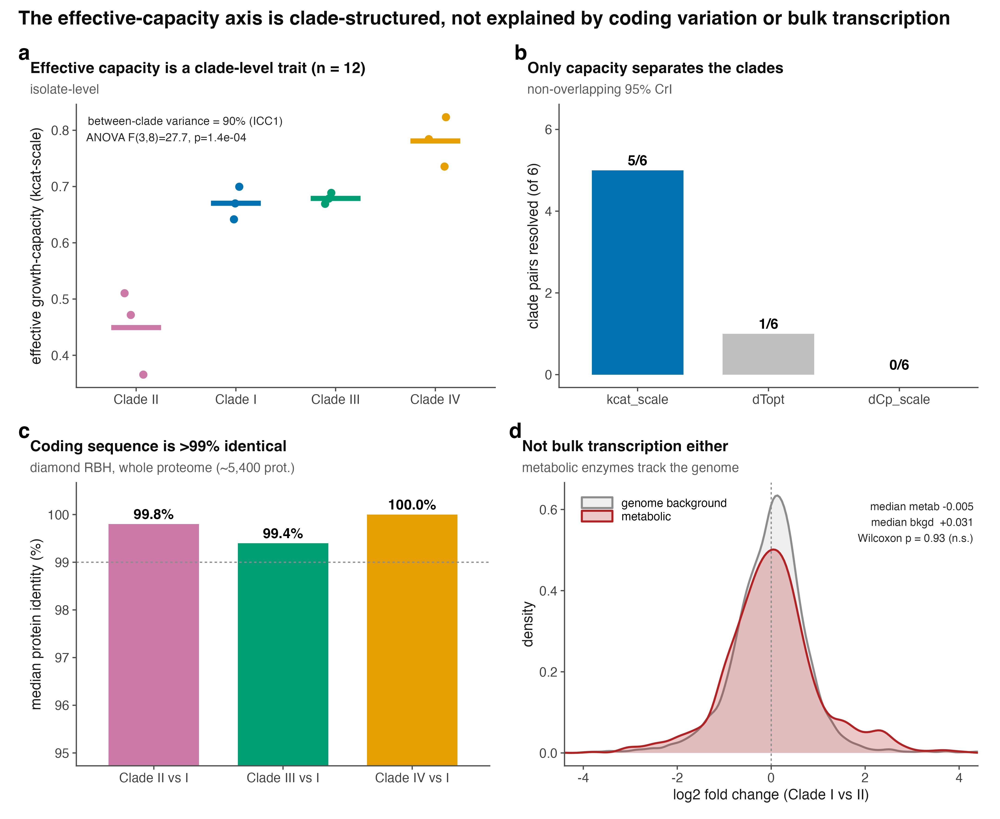 The effective-capacity axis is clade-structured, not explained by coding variation or bulk transcription
a
Effective capacity is a clade-level trait (n = 12)
isolate-level
between-clade variance = 90% (ICC1)
ANOVA F(3,8)=27.7, p=1.4e-04
effective growth-capacity (kcat-scale)
0.8
0.7
0.6
0.5
0.4
Clade II
Clade I
Clade III
Clade IV
b
Only capacity separates the clades
non-overlapping 95% CrI
clade pairs resolved (of 6)
6
4
2
0
5/6
1/6
0/6
kcat_scale
dTopt
dCp_scale
c
Coding sequence is >99% identical
diamond RBH, whole proteome (~5,400 prot.)
median protein identity (%)
100
99
98
97
96
95
99.8%
99.4%
100.0%
Clade II vs I
Clade III vs I
Clade IV vs I
d
Not bulk transcription either
metabolic enzymes track the genome
genome background
metabolic
median metab -0.005
median bkgd +0.031
Wilcoxon p = 0.93 (n.s.)
density
0.6
0.4
0.2
0.0
-4
-2
0
2
4
log2 fold change (Clade I vs II)